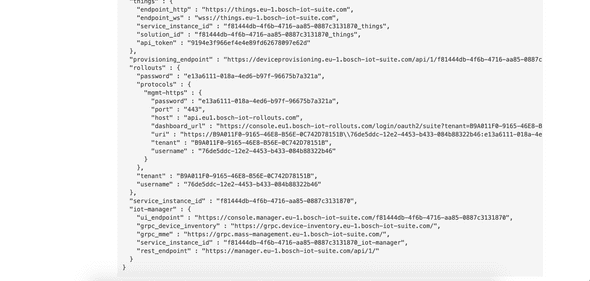 "things" : {
"endpoint_http" : "https://things.eu-1.bosch-iot-suite.com",
"endpoint_ws" : "wss://things.eu-1.bosch-iot-suite.com",
"service_instance_id" : "f81444db-4f6b-4716-aa85-0887c3131870_things",
"solution_id" : "f81444db-4f6b-4716-aa85-0887c3131870_things",
"api_token" : "9194e3f966ef4e4e89fd62678097e62d"
},
"provisioning_endpoint" : "https://deviceprovisioning.eu-1.bosch-iot-suite.com/api/1/f81444db-4f6b-4716-aa85-0887c
"rollouts" : {
"password" : "e13a6111-018a-4ed6-b97f-96675b7a321a",
"protocols" : {
"mgmt-https" : {
"password" : "e13a6111-018a-4ed6-b97f-96675b7a321a",
"port" : "443",
"host" : "api.eu1.bosch-iot-rollouts.com",
"dashboard_url" : "https://console.eu1.bosch-iot-rollouts.com/login/oauth2/suite?tenant=B9A011F0-9165-46E8-B
"uri" : "https://B9A011F0-9165-46E8-B56E-0C742D78151B\\76de5ddc-12e2-4453-b433-084b88322b46:e13a6111-018a-4e
"tenant" : "B9A011F0-9165-46E8-B56E-0C742D78151B",
"username" : "76de5ddc-12e2-4453-b433-084b88322b46"
}
},
"tenant" : "B9A011F0-9165-46E8-B56E-0C742D78151B",
"username" : "76de5ddc-12e2-4453-b433-084b88322b46"
},
"service_instance_id" : "f81444db-4f6b-4716-aa85-0887c3131870",
"iot-manager" : {
"ui_endpoint" : "https://console.manager.eu-1.bosch-iot-suite.com/f81444db-4f6b-4716-aa85-0887c3131870",
"grpc_device_inventory" : "https://grpc.device-inventory.eu-1.bosch-iot-suite.com/",
"grpc_mme" : "https://grpc.mass-management.eu-1.bosch-iot-suite.com/",
"service_instance_id" : "f81444db-4f6b-4716-aa85-0887c3131870_iot-manager",
"rest_endpoint" : "https://manager.eu-1.bosch-iot-suite.com/api/1/"
}
}